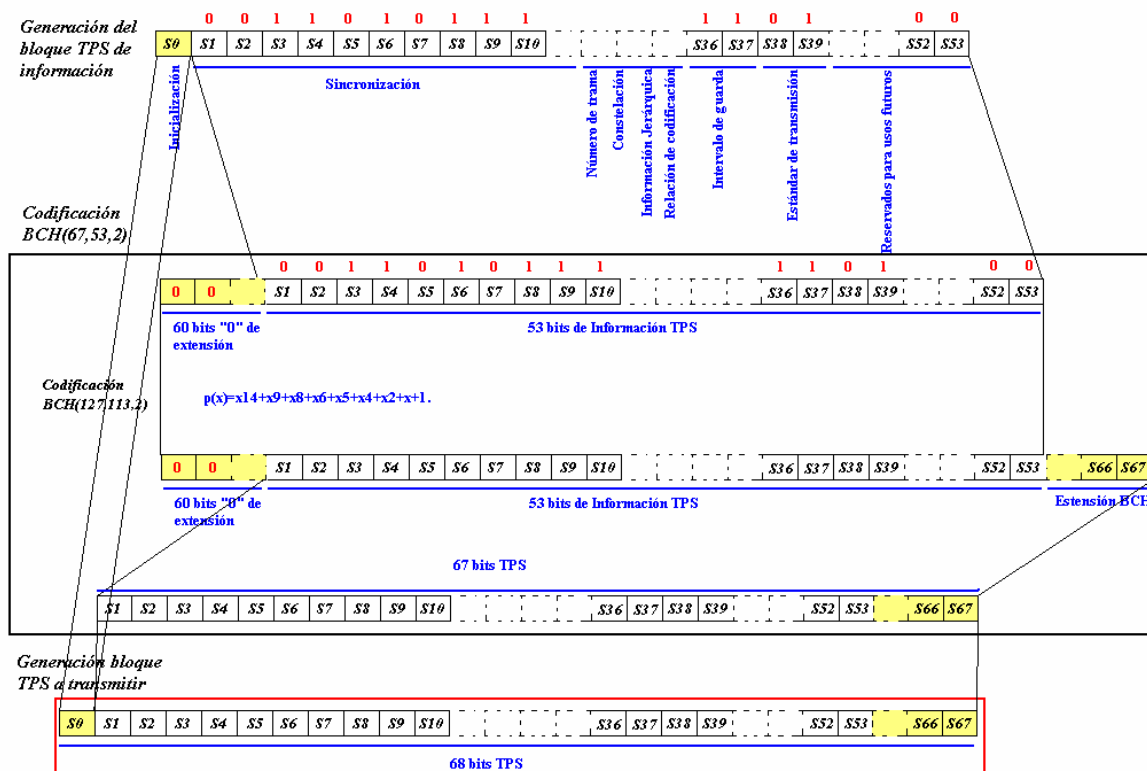 Generación del
bloque TPS de
información
0 0 1 1 0 1 0 1 1 1 1 1 0 1 0 0
S0 S1 S2 S3 S4 S5 S6 S7 S8 S9 S10 S36 S37 S38 S39 S52 S53
Inicialización
Sincronización
Número de trama
Constelación
Información Jerárquica
Relación de codificación
Intervalo de guarda
Estándar de transmisión
Reservados para usos futuros
Codificación
BCH(67,53,2)
0 0 1 1 0 1 0 1 1 1 1 1 0 1 0 0
0 0 S1 S2 S3 S4 S5 S6 S7 S8 S9 S10 S36 S37 S38 S39 S52 S53
60 bits "0" de
extensión
53 bits de Información TPS
Codificación
BCH(127,113,2)
p(x)=x14+x9+x8+x6+x5+x4+x2+x+1.
0 0 S1 S2 S3 S4 S5 S6 S7 S8 S9 S10 S36 S37 S38 S39 S52 S53 S66 S67
60 bits "0" de
extensión
53 bits de Información TPS
Estensión BCH
67 bits TPS
S1 S2 S3 S4 S5 S6 S7 S8 S9 S10 S36 S37 S38 S39 S52 S53 S66 S67
Generación bloque
TPS a transmitir
S0 S1 S2 S3 S4 S5 S6 S7 S8 S9 S10 S36 S37 S38 S39 S52 S53 S66 S67
68 bits TPS